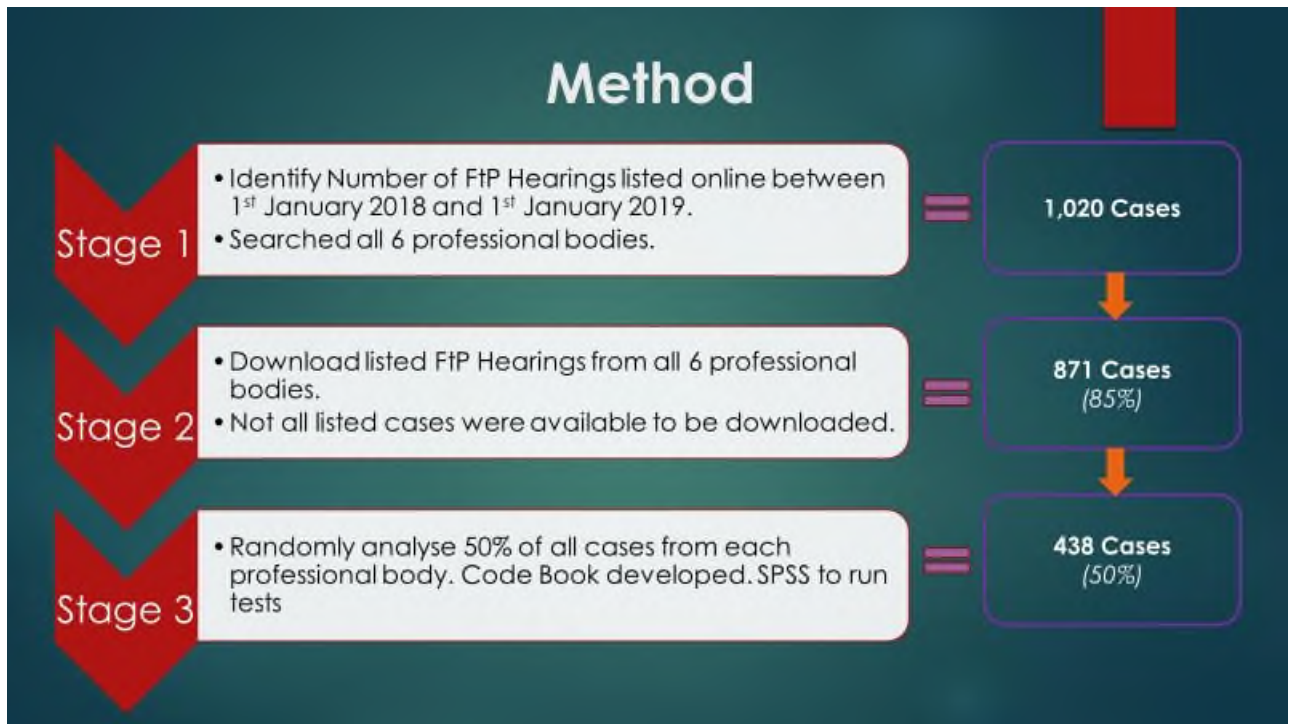 Method
Stage 1
• Identify Number of FtP Hearings listed online between
1st January 2018 and 1st January 2019.
• Searched all 6 professional bodies.
1,020 Cases
Stage 2
• Download listed FtP Hearings from all 6 professional
bodies.
• Not all listed cases were available to be downloaded.
871 Cases
(85%)
Stage 3
• Randomly analyse 50% of all cases from each
professional body. Code Book developed. SPSS to run
tests
438 Cases
(50%)